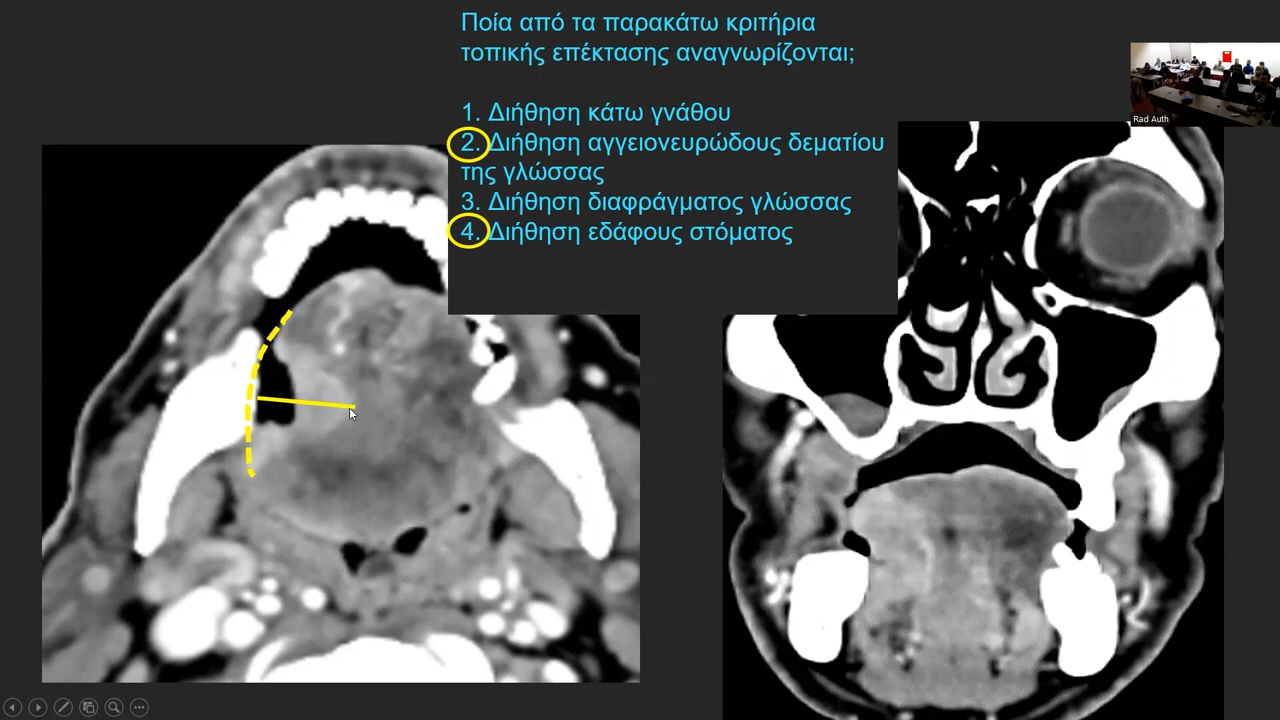 Ποία από τα παρακάτω κριτήρια
τοπικής επέκτασης αναγνωρίζονται;
1. Διήθηση κάτω γνάθου
2. Διήθηση αγγειονευρώδους δεματίου
της γλώσσας
3. Διήθηση διαφράγματος γλώσσας
4. Διήθηση εδάφους στόματος
Rad Auth